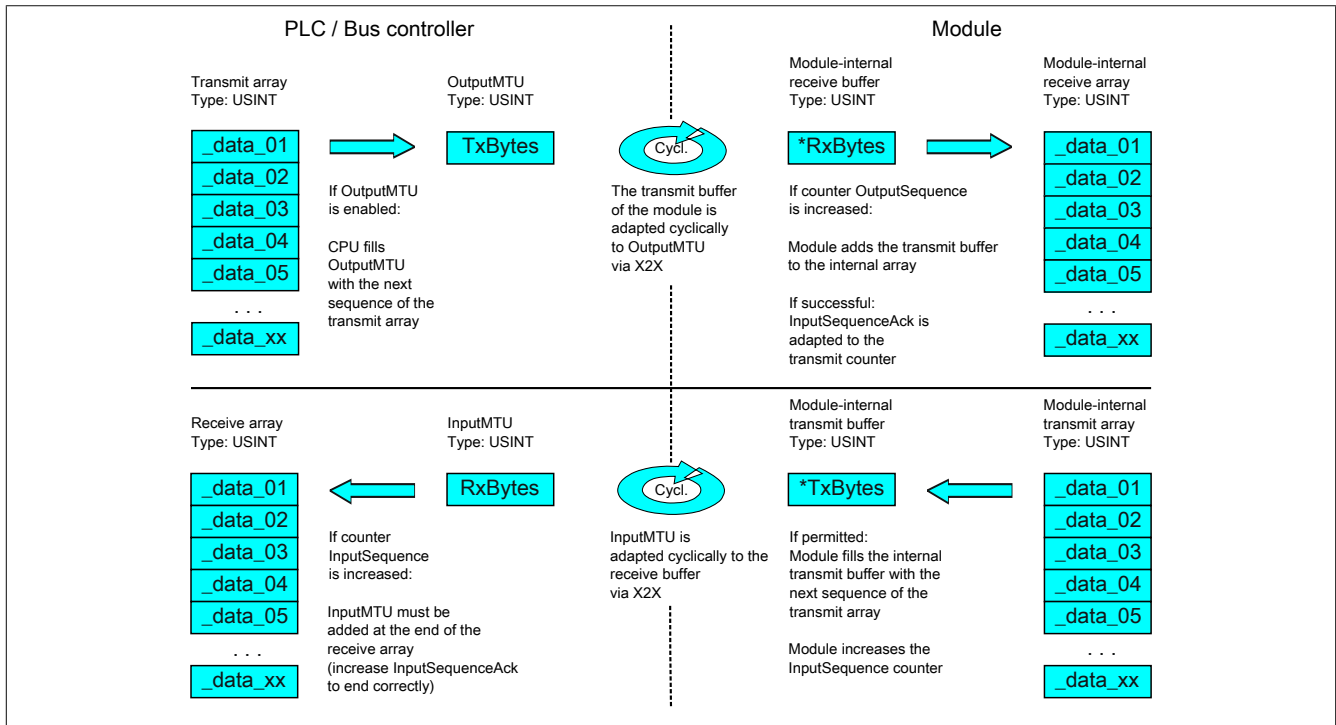 PLC / Bus controller
Module
Transmit array
Type: USINT
OutputMTU
Type: USINT
Module-internal
receive buffer
Type: USINT
Module-internal
receive array
Type: USINT
_data_01
_data_02
_data_03
_data_04
_data_05
. . .
_data_xx
If OutputMTU
is enabled:
CPU fills
OutputMTU
with the next
sequence of the
transmit array
TxBytes
Cycl.
The transmit buffer
of the module is
adapted cyclically
to OutputMTU
via X2X
*RxBytes
If counter OutputSequence
is increased:
Module adds the transmit buffer
to the internal array
If successful:
InputSequenceAck is
adapted to the
transmit counter
_data_01
_data_02
_data_03
_data_04
_data_05
. . .
_data_xx
Receive array
Type: USINT
InputMTU
Type: USINT
Module-internal
transmit buffer
Type: USINT
Module-internal
transmit array
Type: USINT
_data_01
_data_02
_data_03
_data_04
_data_05
. . .
_data_xx
If counter
InputSequence
is increased:
InputMTU must be
added at the end of the
receive array
(increase InputSequenceAck
to end correctly)
RxBytes
Cycl.
InputMTU is
adapted cyclically to the
receive buffer
via X2X
*TxBytes
If permitted:
Module fills the internal
transmit buffer with the
next sequence of the
transmit array
Module increases the
InputSequence counter
_data_01
_data_02
_data_03
_data_04
_data_05
. . .
_data_xx